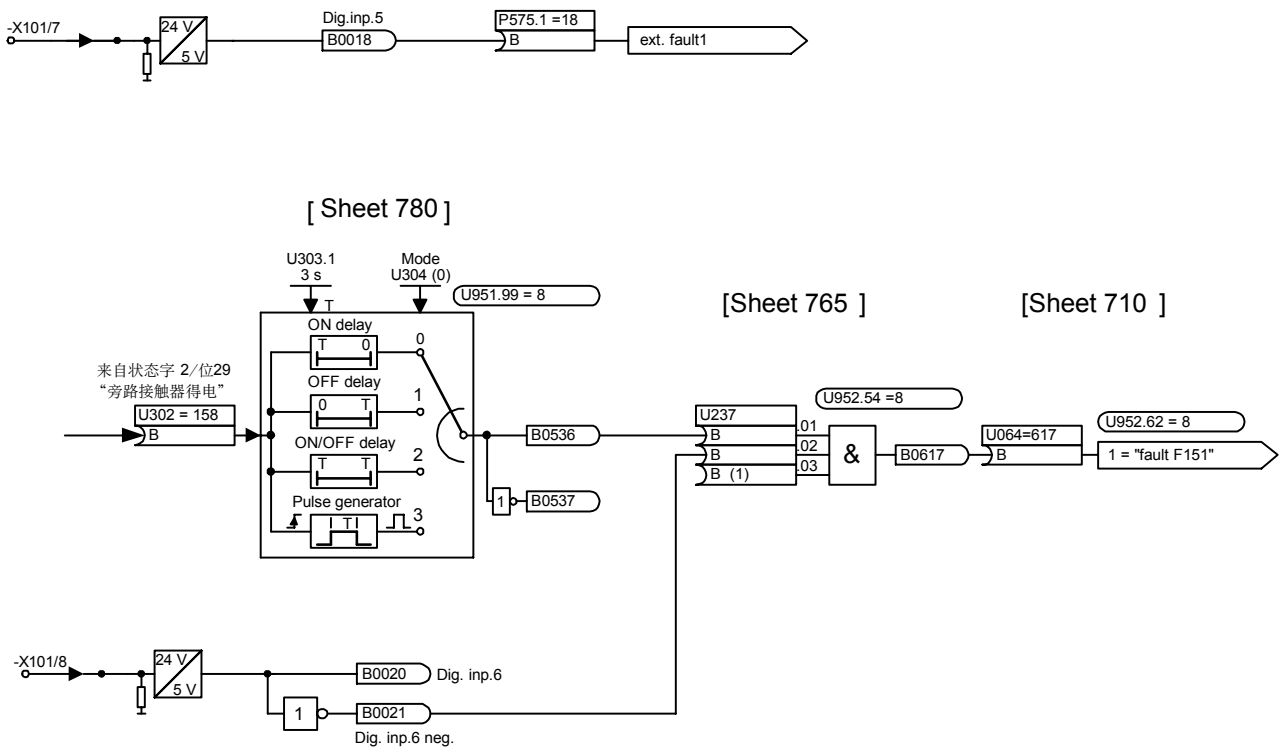 -X101/7
24 V
5 V
Dig.inp.5
B0018
P575.1 =18
B
ext. fault1
[ Sheet 780 ]
U303.1
3 s
T
Mode
U304 (0)
U951.99 = 8
[Sheet 765 ]
[Sheet 710 ]
ON delay
T 0
0
OFF delay
0 T
1
ON/OFF delay
T T
2
Pulse generator
T
3
来自状态字 2/位29
“旁路接触器得电”
U302 = 158
B
B0536
1
B0537
U237
B
.01
B
.02
B (1)
.03
U952.54 =8
&
B0617
U064=617
B
U952.62 = 8
1 = "fault F151"
-X101/8
24 V
5 V
B0020
Dig. inp.6
1
B0021
Dig. inp.6 neg.